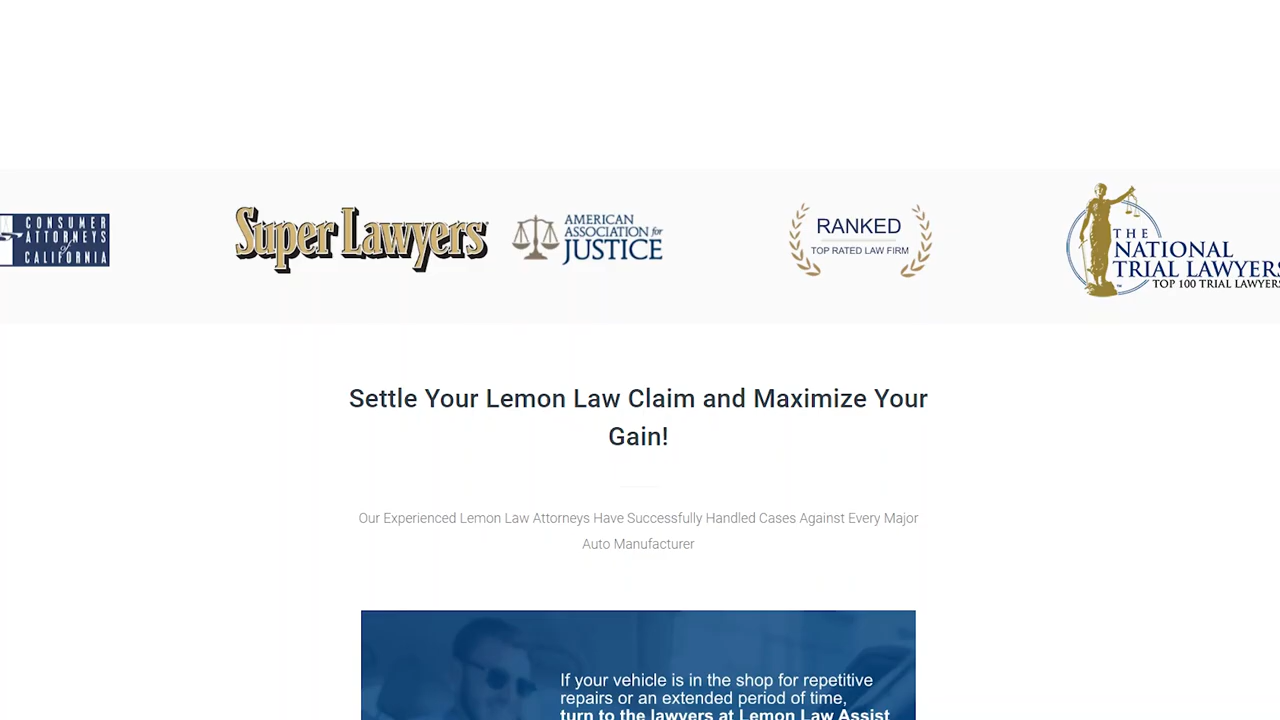 CONSUMER
ATTORNEYS
of
CALIFORNIA
Super Lawyers
AMERICAN
ASSOCIATION for
JUSTICE
RANKED
TOP RATED LAW FIRM
THE
NATIONAL
TRIAL LAWYERS
TOP 100 TRIAL LAWYERS
Settle Your Lemon Law Claim and Maximize Your
Gain!
Our Experienced Lemon Law Attorneys Have Successfully Handled Cases Against Every Major
Auto Manufacturer
If your vehicle is in the shop for repetitive
repairs or an extended period of time,
turn to the lawyers at Lemon Law Assist